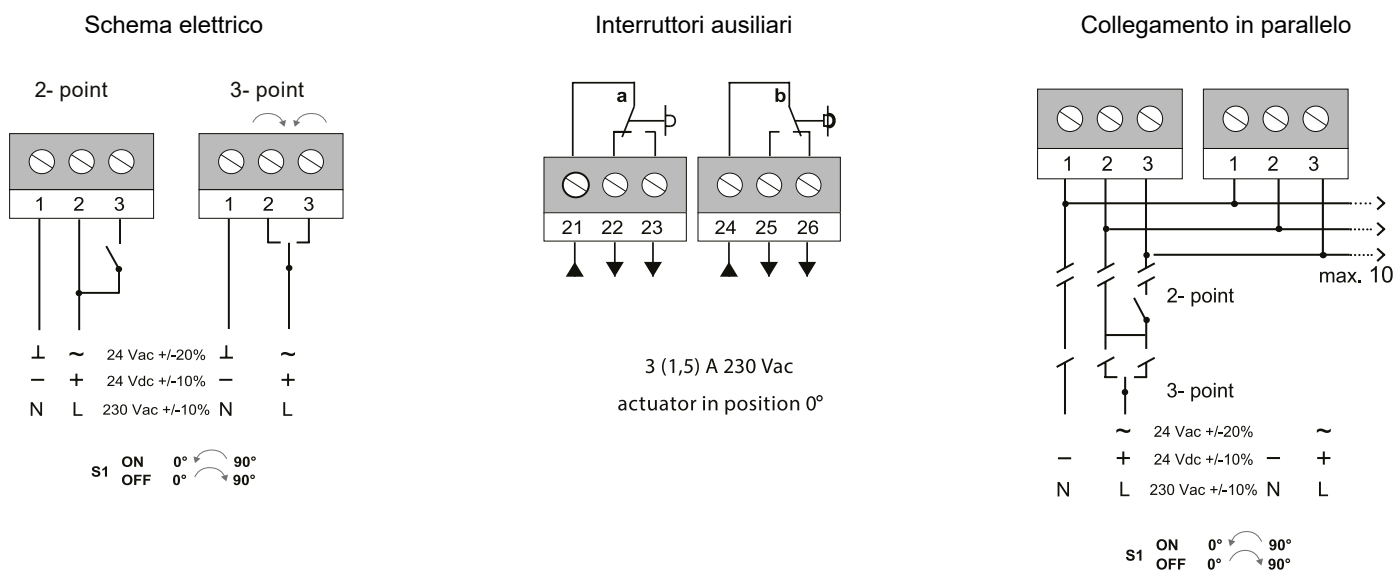 Schema elettrico
2- point
3- point
1 2 3
1 2 3
⊥ ~ 24 Vac +/-20% ⊥ ~
− + 24 Vdc +/-10% − +
N L 230 Vac +/-10% N L
S1 ON 0° 90°
OFF 0° 90°
Interruttori ausiliari
a
b
21 22 23
24 25 26
3 (1,5) A 230 Vac
actuator in position 0°
Collegamento in parallelo
1 2 3
1 2 3
max. 10
2- point
3- point
~ 24 Vac +/-20% ~
− + 24 Vdc +/-10% − +
N L 230 Vac +/-10% N L
S1 ON 0° 90°
OFF 0° 90°